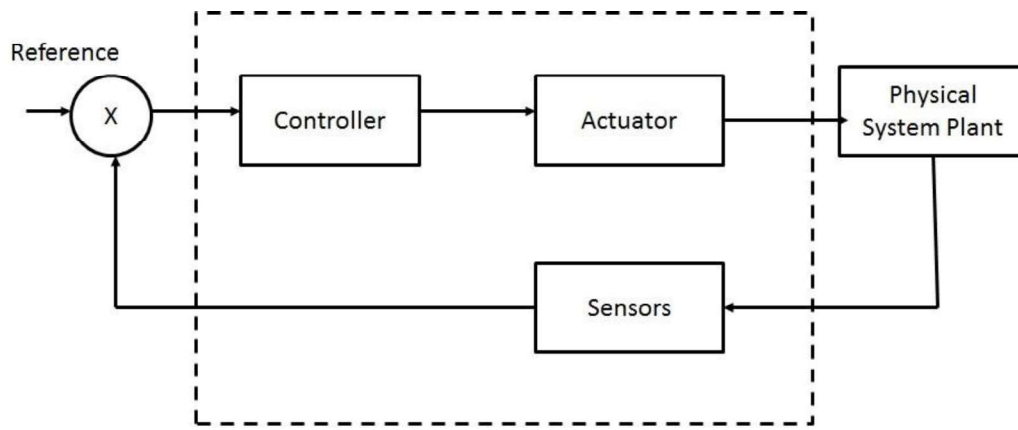 Reference
X
Controller
Actuator
Physical
System Plant
Sensors